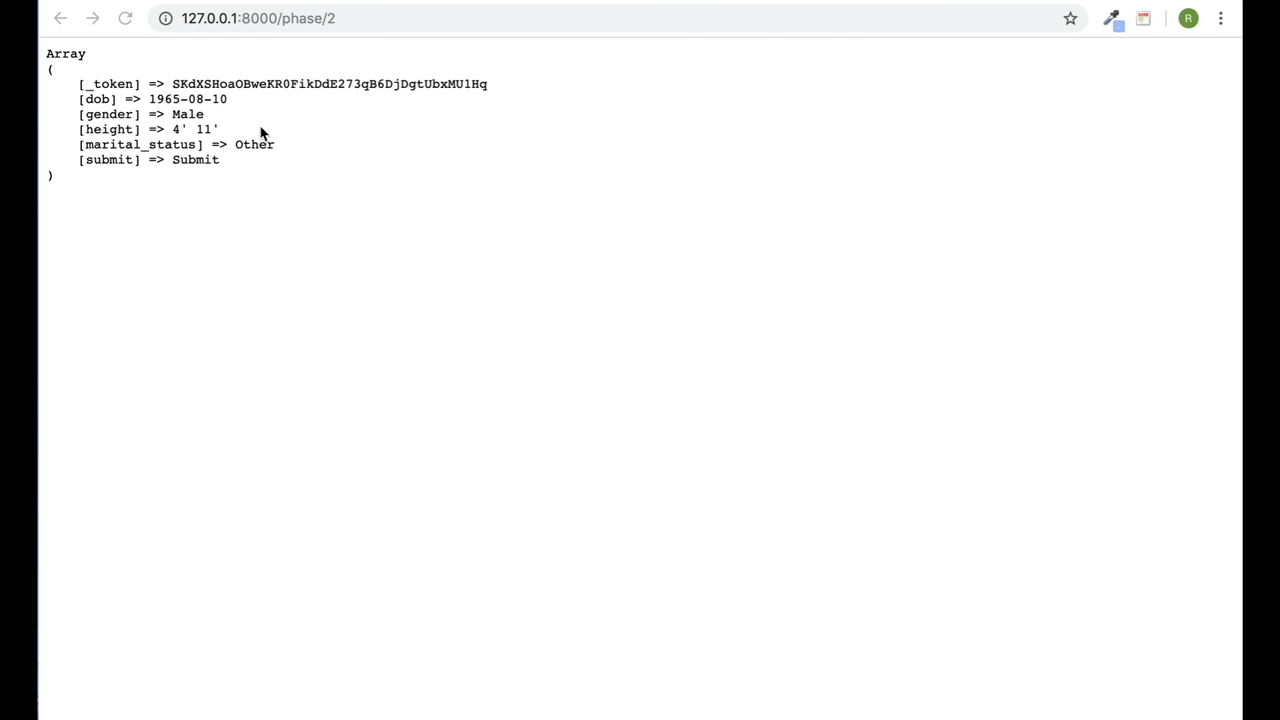 127.0.0.1:8000/phase/2
R
Array
(
[_token] => SKdXSHoaOBweKR0FikDdE273qB6DjDgtUbxMU1Hq
[dob] => 1965-08-10
[gender] => Male
[height] => 4' 11'
[marital_status] => Other
[submit] => Submit
)